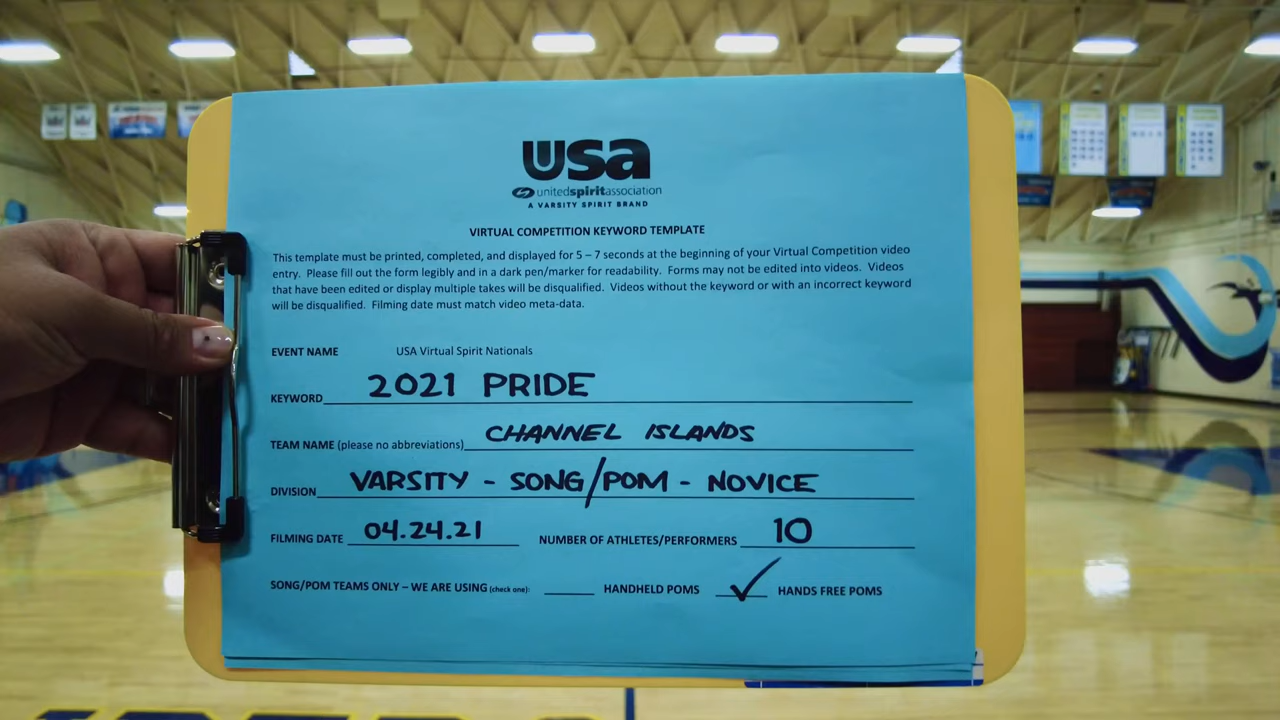 USA
unitedspiritassociation
A VARSITY SPIRIT BRAND
VIRTUAL COMPETITION KEYWORD TEMPLATE
This template must be printed, completed, and displayed for 5 – 7 seconds at the beginning of your Virtual Competition video
entry. Please fill out the form legibly and in a dark pen/marker for readability. Forms may not be edited into videos. Videos
that have been edited or display multiple takes will be disqualified. Videos without the keyword or with an incorrect keyword
will be disqualified. Filming date must match video meta-data.
EVENT NAME USA Virtual Spirit Nationals
KEYWORD 2021 PRIDE
TEAM NAME (please no abbreviations) CHANNEL ISLANDS
DIVISION VARSITY - SONG/POM - NOVICE
FILMING DATE 04.24.21 NUMBER OF ATHLETES/PERFORMERS 10
SONG/POM TEAMS ONLY – WE ARE USING (check one): HANDHELD POMS ✓ HANDS FREE POMS